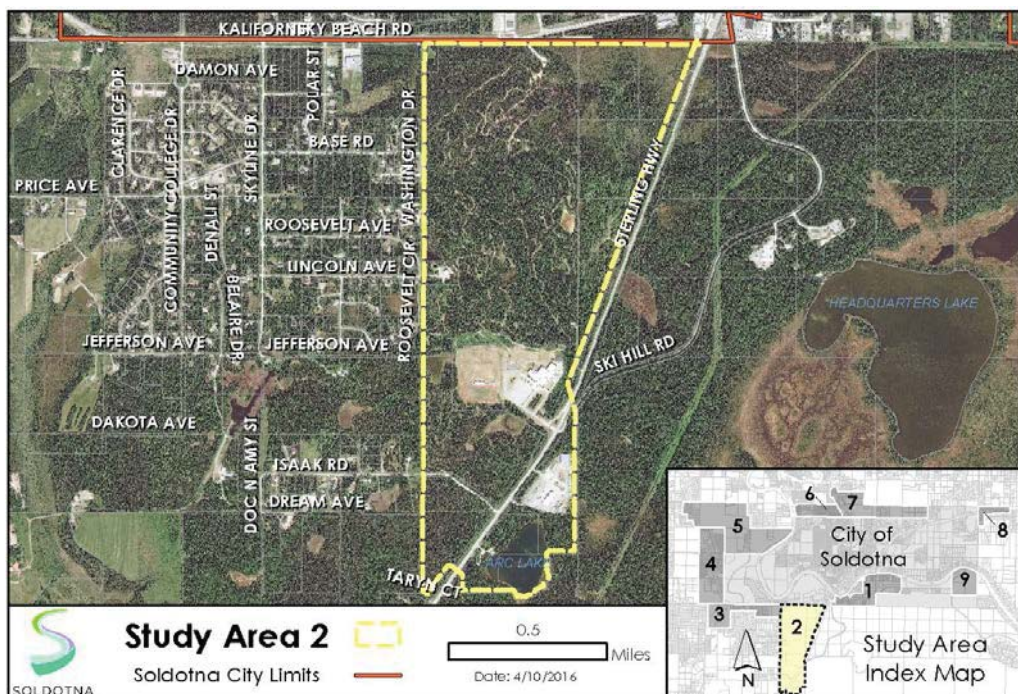 KALIFORNSKY BEACH RD
DAMON AVE
CLARENCE DR
COMMUNITY COLLEGE DR
SKYLINE DR
POLAR ST
BASE RD
WASHINGTON DR
PRICE AVE
DENALI ST
ROOSEVELT AVE
LINCOLN AVE
ROOSEVELT CIR
BELAIRE DR
JEFFERSON AVE
JEFFERSON AVE
STERLING HWY
SKI HILL RD
HEADQUARTERS LAKE
DAKOTA AVE
DOC N AMY ST
ISAAK RD
DREAM AVE
ARC LAKE
TARYN CT
SOLDOTNA
Study Area 2
Soldotna City Limits
0.5
Miles
Date: 4/10/2016
6
7
5
City of
Soldotna
8
4
1
9
3
2
N
Study Area
Index Map